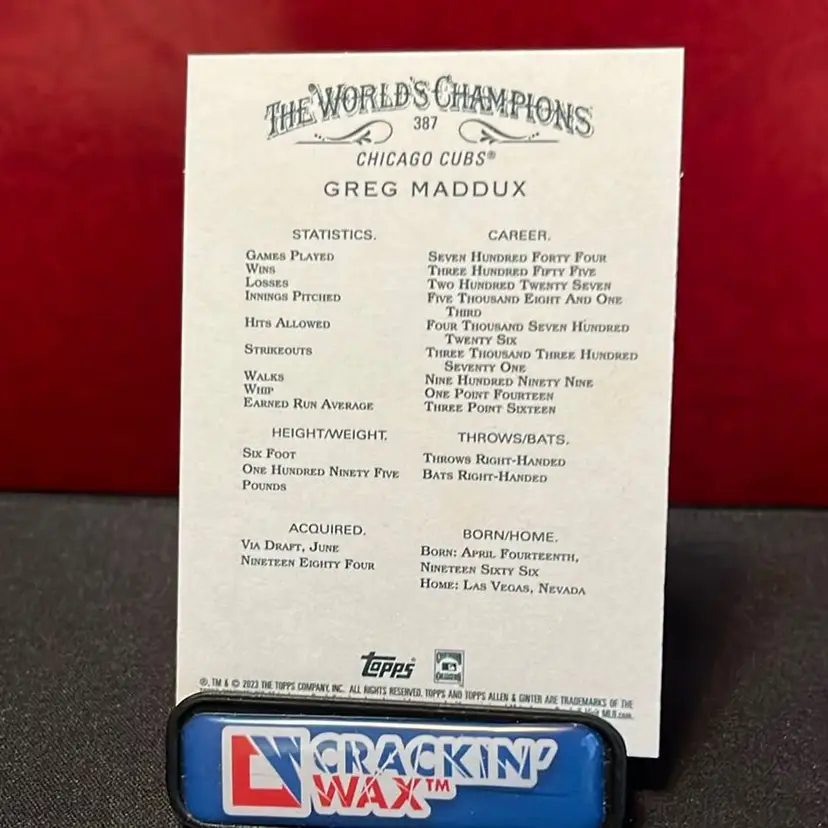 THE WORLD'S CHAMPIONS
387
CHICAGO CUBS®
GREG MADDUX
STATISTICS. CAREER.
GAMES PLAYED SEVEN HUNDRED FORTY FOUR
WINS THREE HUNDRED FIFTY FIVE
LOSSES TWO HUNDRED TWENTY SEVEN
INNINGS PITCHED FIVE THOUSAND EIGHT AND ONE
THIRD
HITS ALLOWED FOUR THOUSAND SEVEN HUNDRED
TWENTY SIX
STRIKEOUTS THREE THOUSAND THREE HUNDRED
SEVENTY ONE
WALKS NINE HUNDRED NINETY NINE
WHIP ONE POINT FOURTEEN
EARNED RUN AVERAGE THREE POINT SIXTEEN
HEIGHT/WEIGHT. THROWS/BATS.
SIX FOOT THROWS RIGHT-HANDED
ONE HUNDRED NINETY FIVE BATS RIGHT-HANDED
POUNDS
ACQUIRED. BORN/HOME.
VIA DRAFT, JUNE BORN: APRIL FOURTEENTH,
NINETEEN EIGHTY FOUR NINETEEN SIXTY SIX
HOME: LAS VEGAS, NEVADA
topps
®, TM & © 2023 THE TOPPS COMPANY, INC. ALL RIGHTS RESERVED. TOPPS AND TOPPS ALLEN & GINTER ARE TRADEMARKS OF THE
Visit MLB.com.
CRACKIN'
WAX™